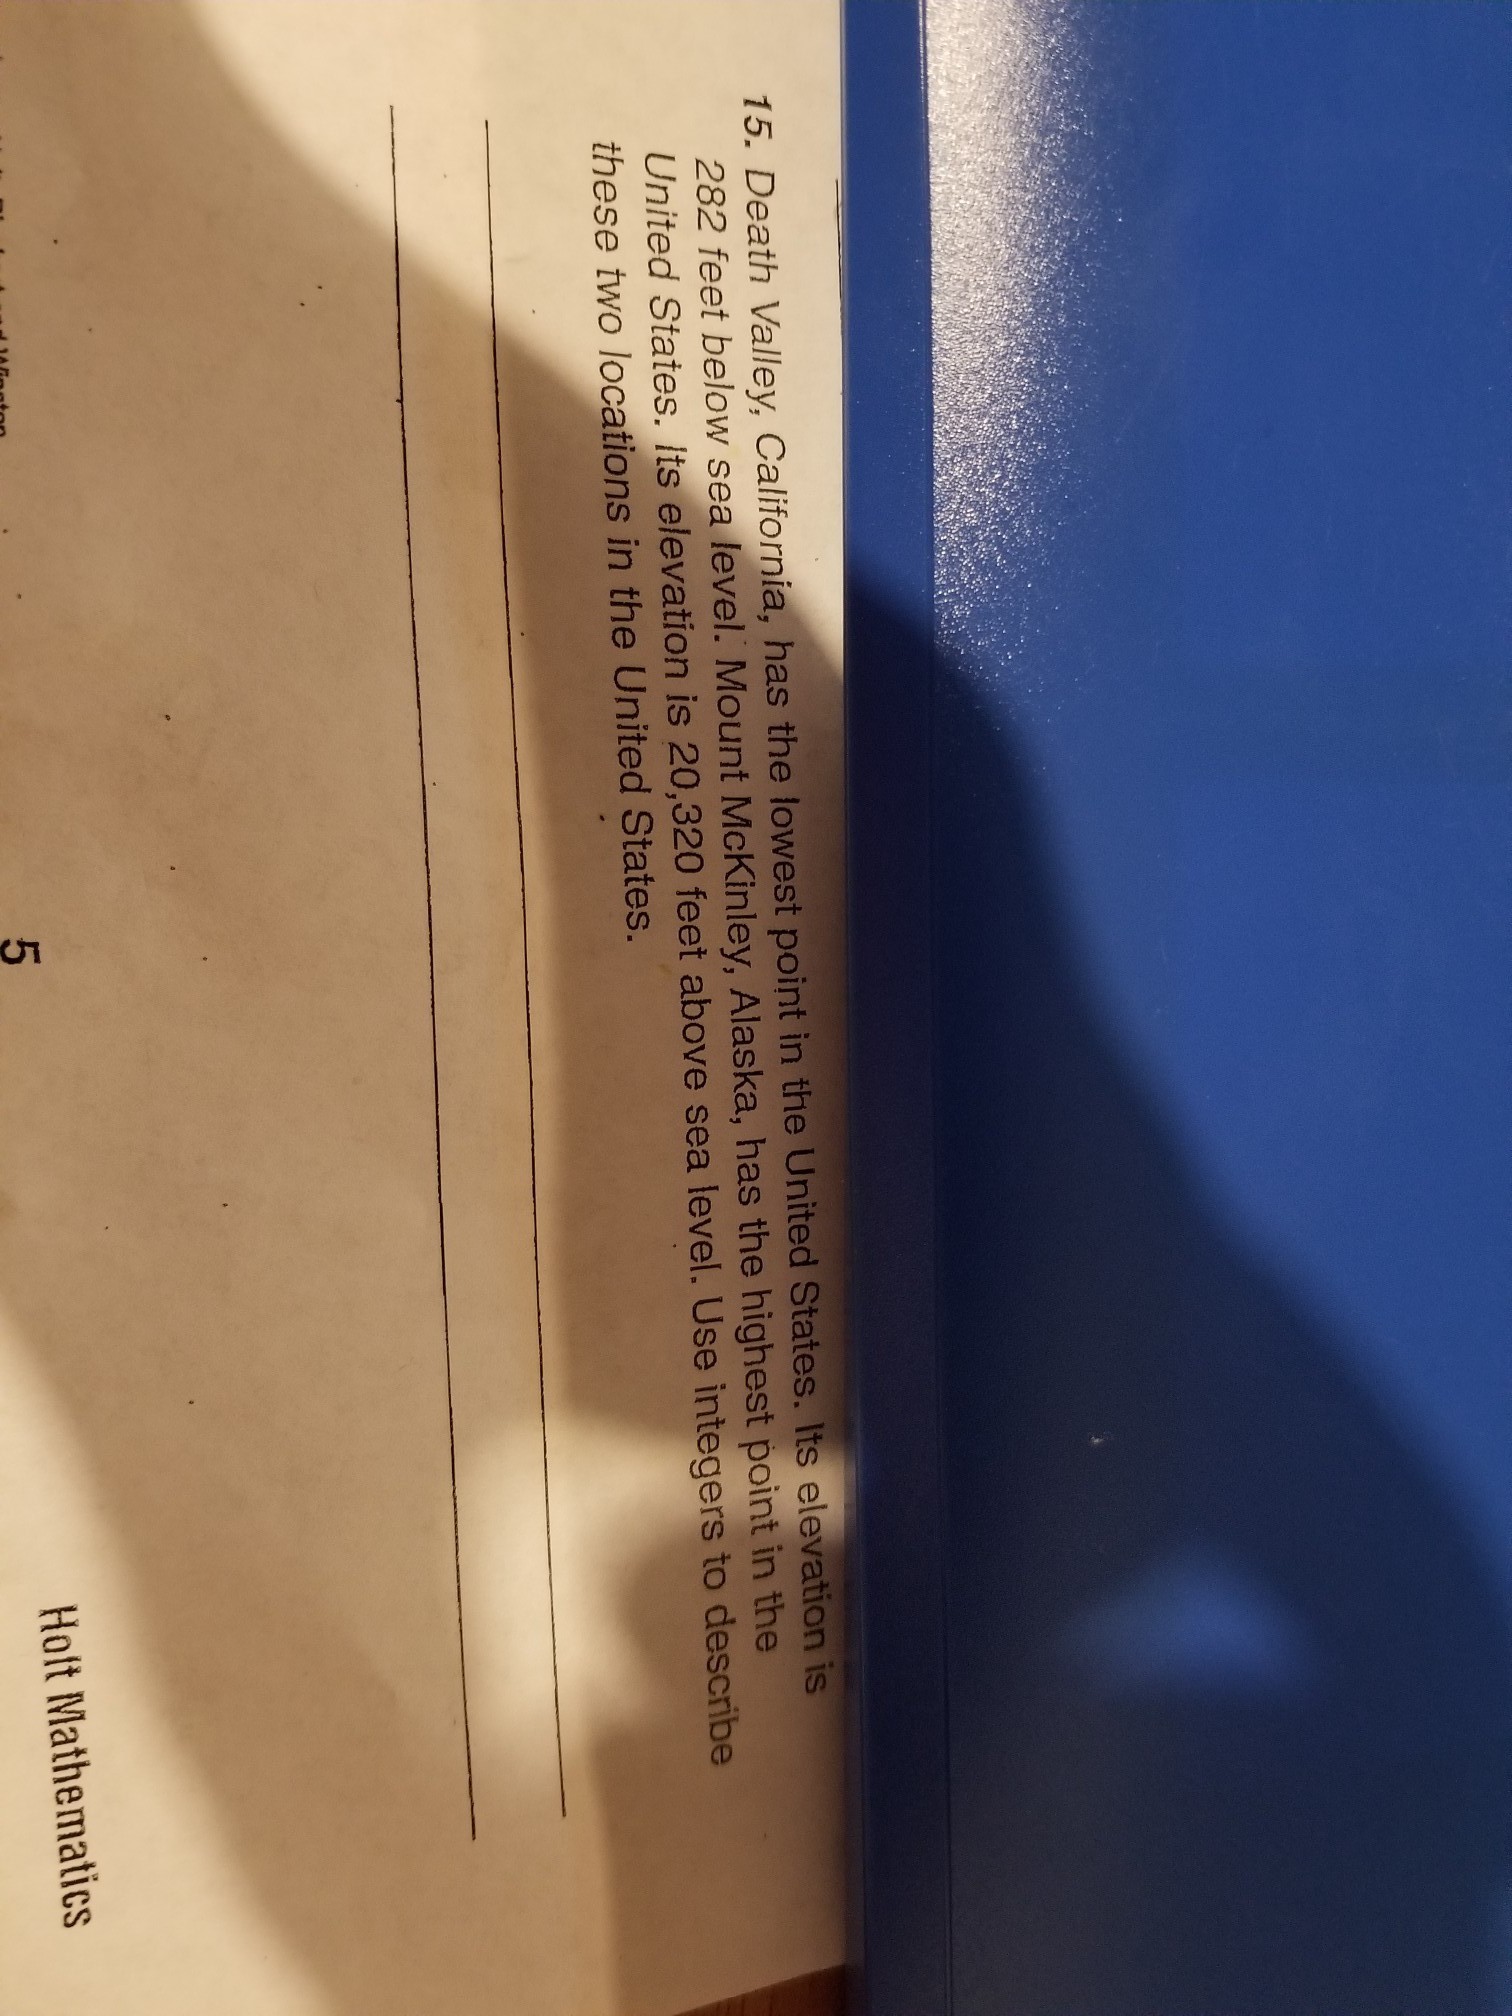 15. Death Valley, California, has the lowest point in the United States. Its elevation is
282 feet below sea level. Mount McKinley, Alaska, has the highest point in the
United States. Its elevation is 20,320 feet above sea level. Use integers to describe
these two locations in the United States.
5
Holt Mathematics